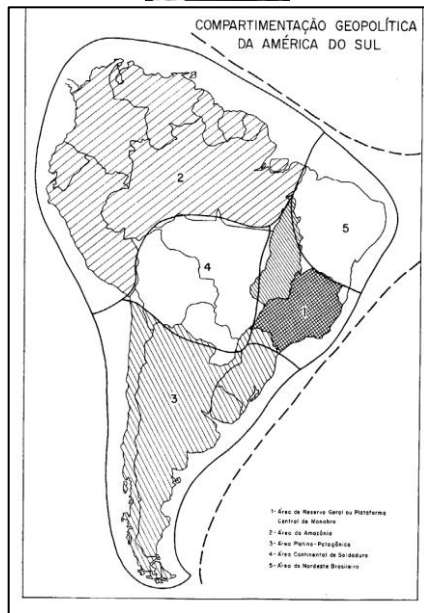 COMPARTIMENTAÇÃO GEOPOLÍTICA
DA AMÉRICA DO SUL
2
5
4
1
3
1- Área de Reserva Geral ou Plataforma
Central de Manobra
2- Área da Amazônia
3- Área Platino-Patagônica
4- Área Continental de Soldadura
5- Área do Nordeste Brasileiro